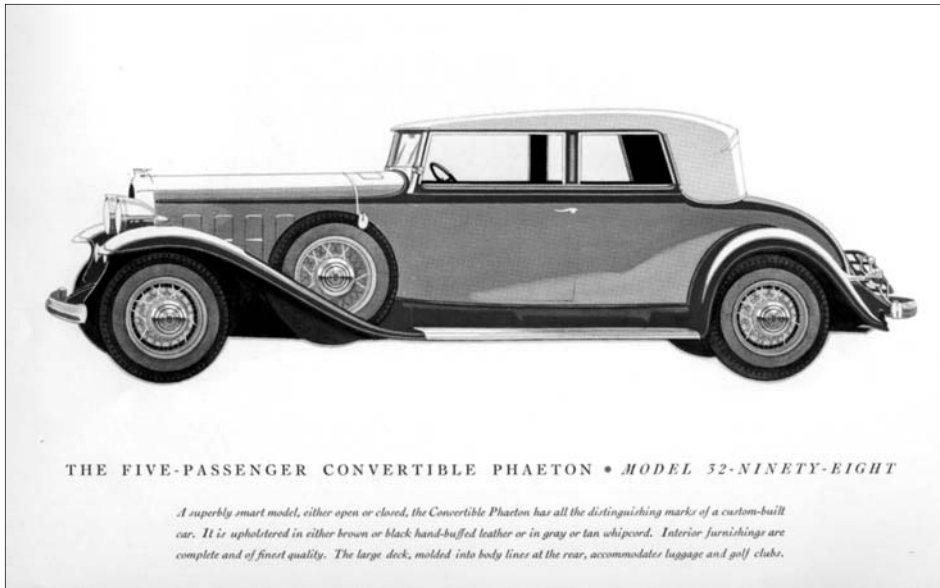 THE FIVE-PASSENGER CONVERTIBLE PHAETON • MODEL 32-NINETY-EIGHT
A superbly smart model, either open or closed, the Convertible Phaeton has all the distinguishing marks of a custom-built
car. It is upholstered in either brown or black hand-buffed leather or in gray or tan whipcord. Interior furnishings are
complete and of finest quality. The large deck, molded into body lines at the rear, accommodates luggage and golf clubs.